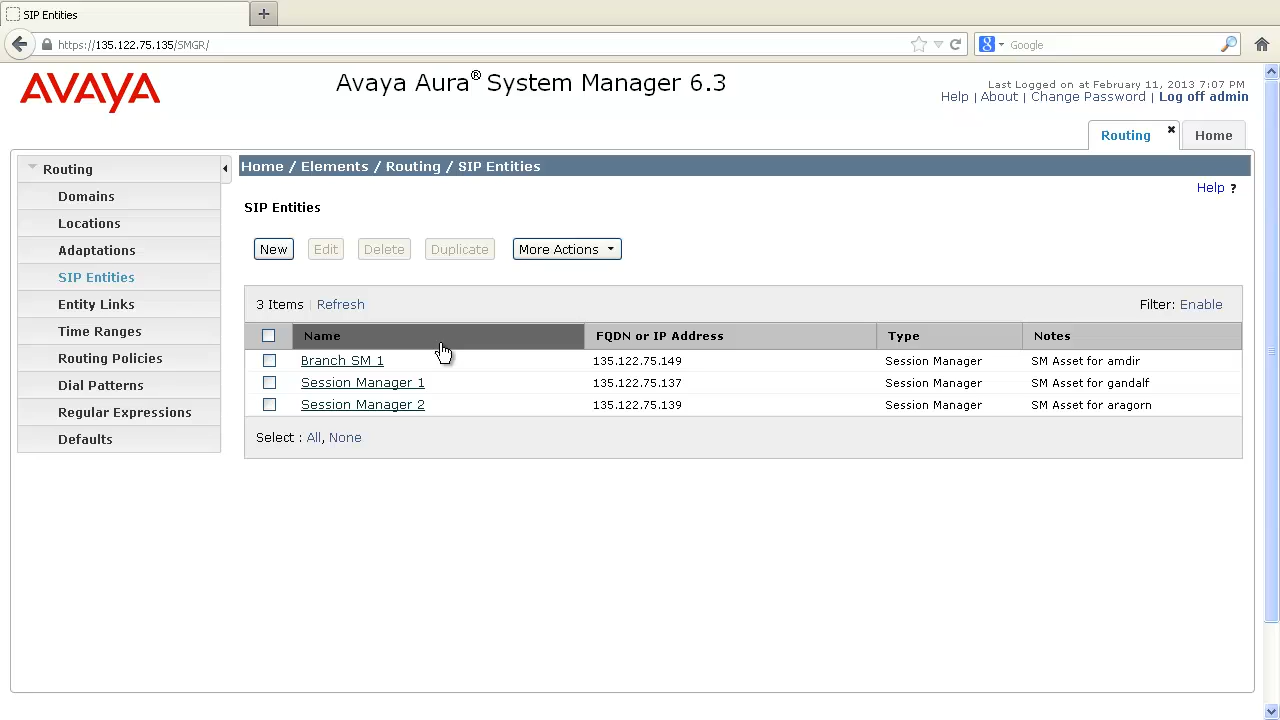 SIP Entities
https://135.122.75.135/SMGR/
Google
AVAYA
Avaya Aura® System Manager 6.3
Last Logged on at February 11, 2013 7:07 PM
Help | About | Change Password | Log off admin
Routing
Home
Routing
Domains
Locations
Adaptations
SIP Entities
Entity Links
Time Ranges
Routing Policies
Dial Patterns
Regular Expressions
Defaults
Home / Elements / Routing / SIP Entities
Help ?
SIP Entities
New Edit Delete Duplicate More Actions
3 Items | Refresh Filter: Enable
Name FQDN or IP Address Type Notes
Branch SM 1 135.122.75.149 Session Manager SM Asset for amdir
Session Manager 1 135.122.75.137 Session Manager SM Asset for gandalf
Session Manager 2 135.122.75.139 Session Manager SM Asset for aragorn
Select : All, None